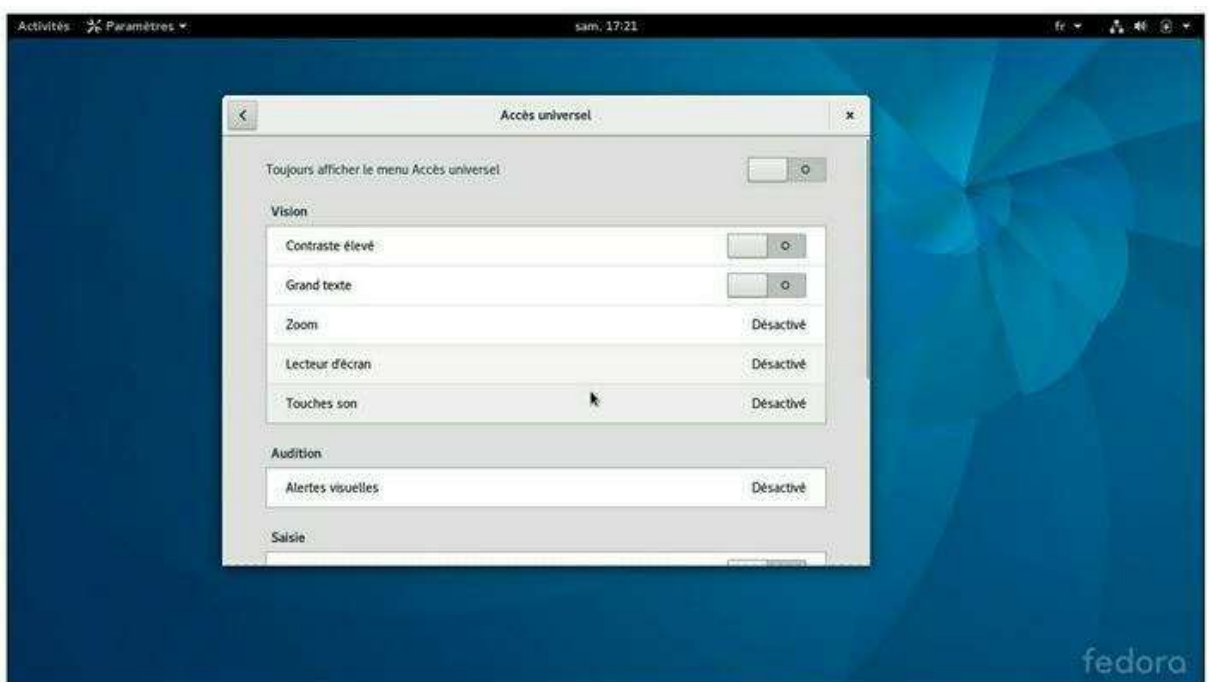 Activités Paramètres sam. 17:21 fr
Accès universel
Toujours afficher le menu Accès universel
Vision
Contraste élevé
Grand texte
Zoom Désactivé
Lecteur d'écran Désactivé
Touches son Désactivé
Audition
Alertes visuelles Désactivé
Saisie
fedora